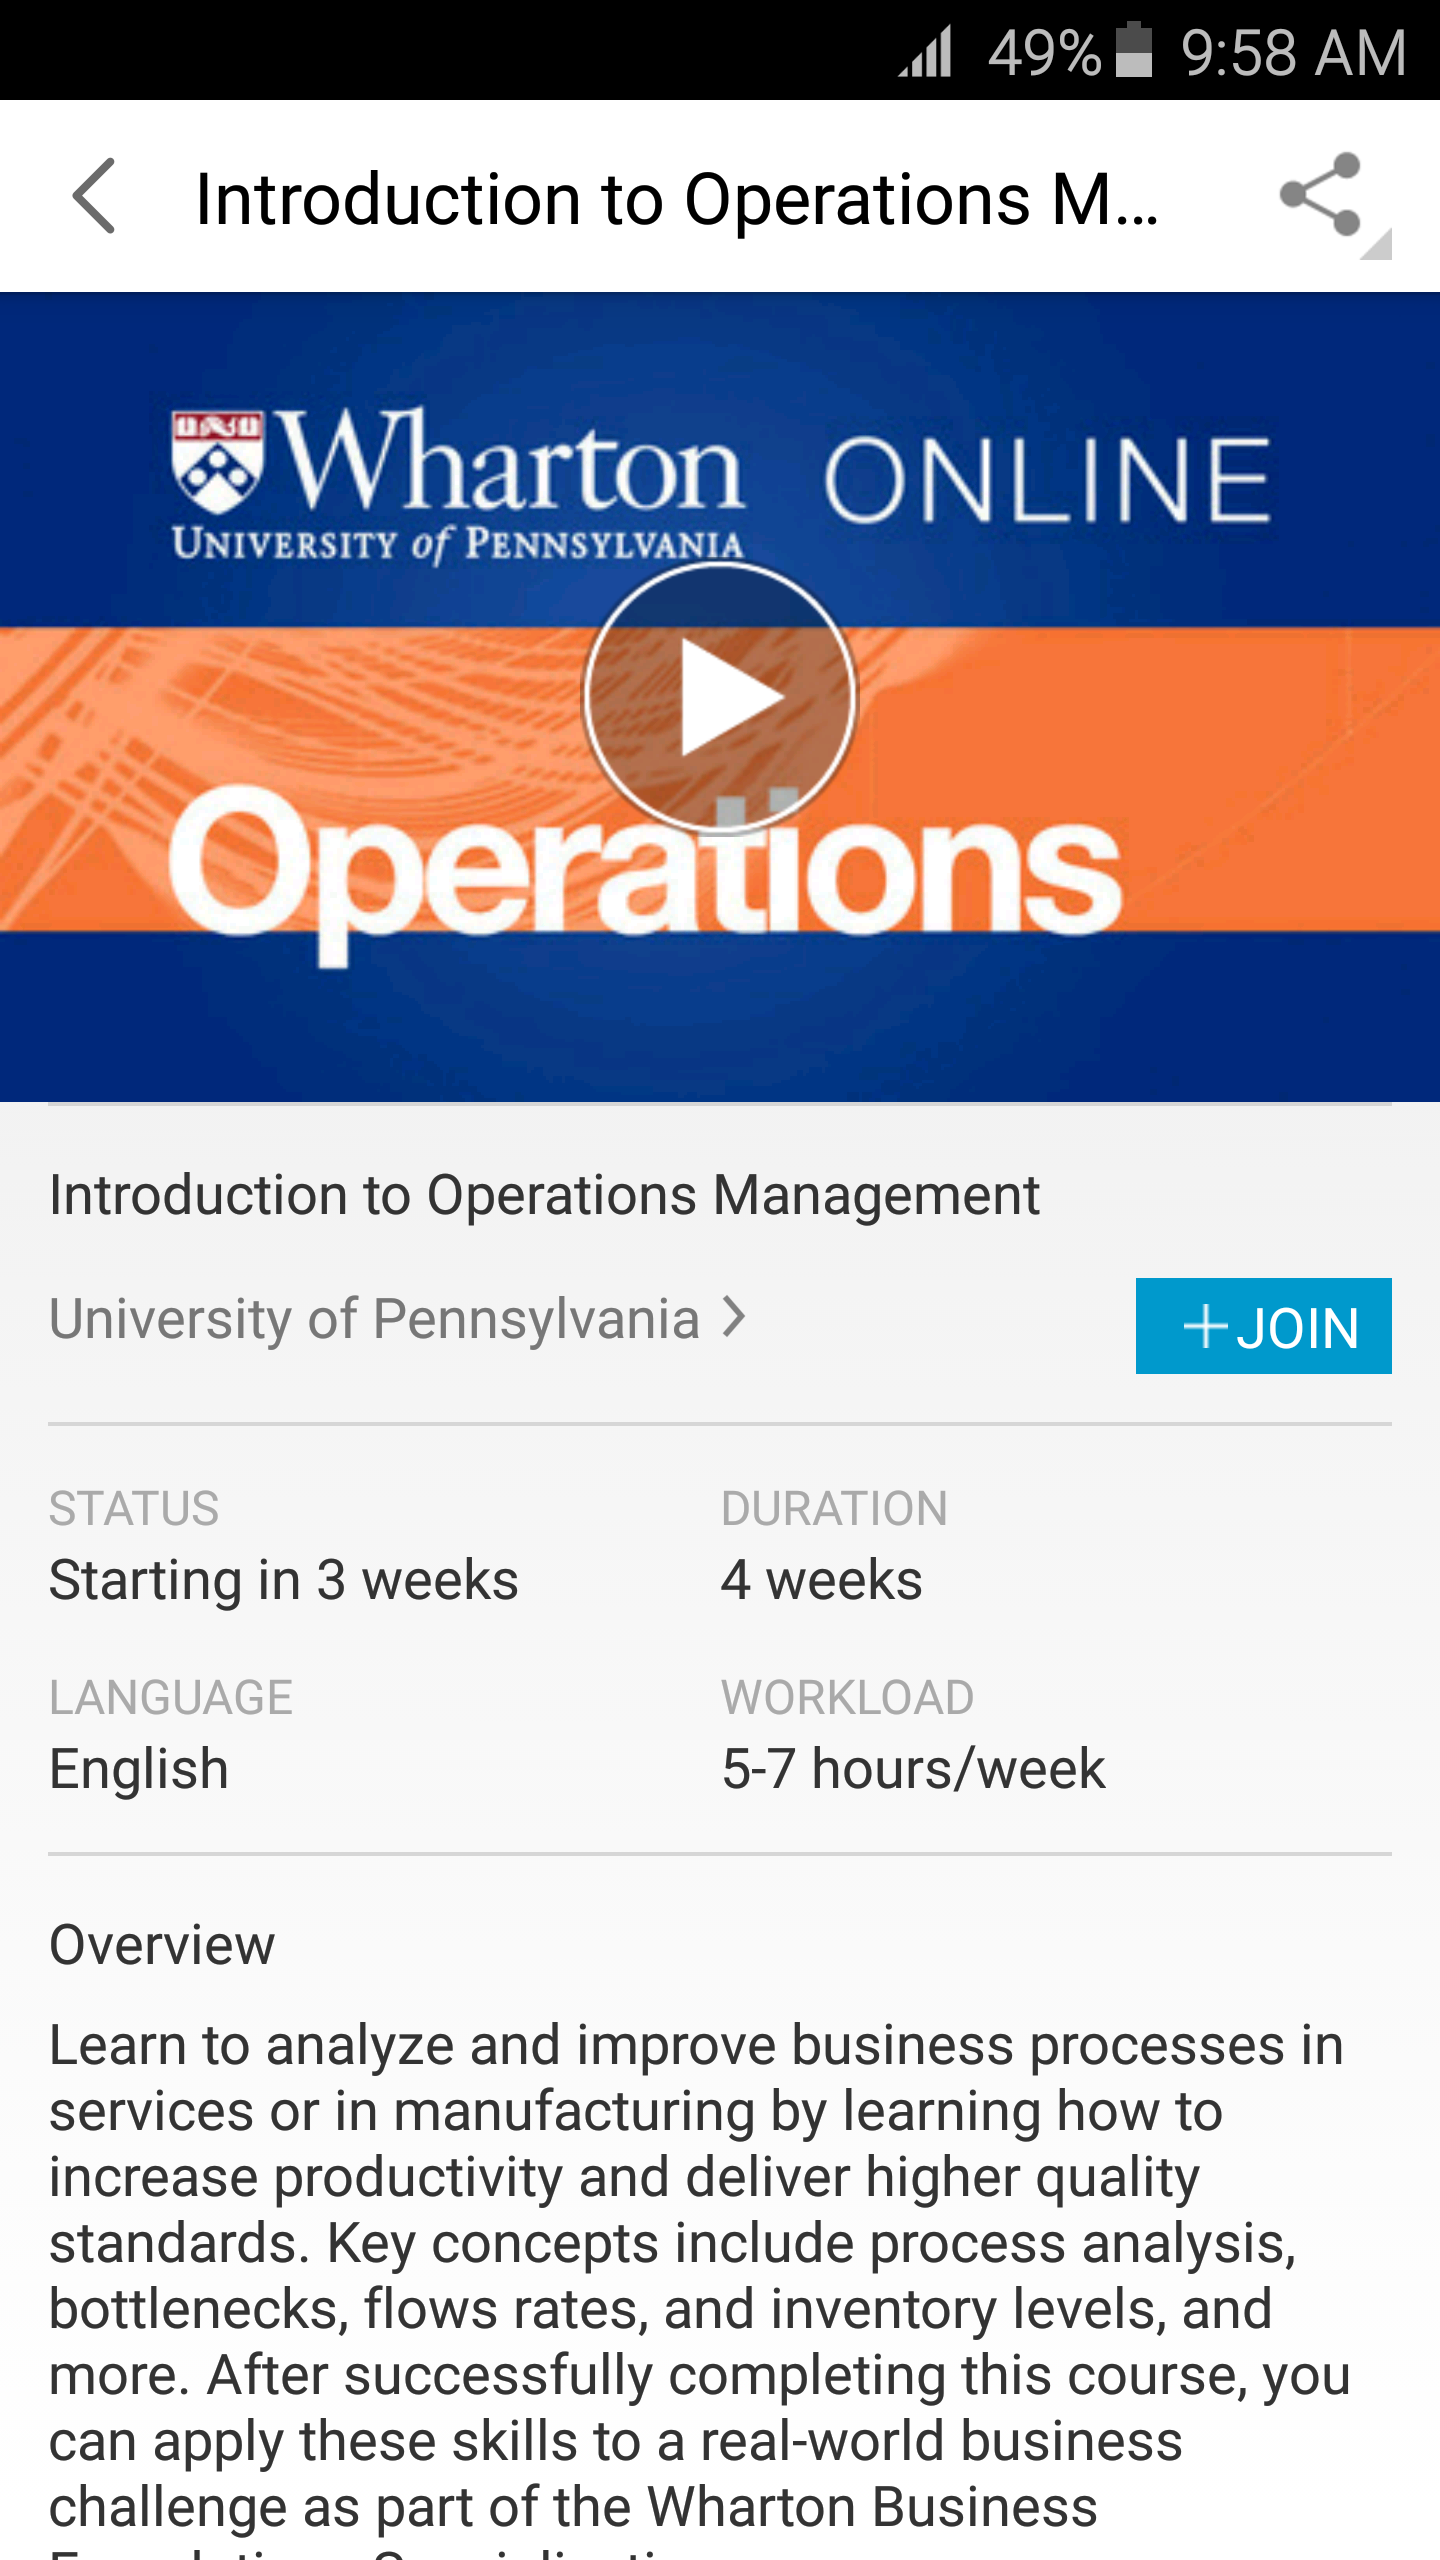 49% 9:58 AM
Introduction to Operations M...
Wharton ONLINE
UNIVERSITY of PENNSYLVANIA
Operations
Introduction to Operations Management
University of Pennsylvania
+JOIN
STATUS DURATION
Starting in 3 weeks 4 weeks
LANGUAGE WORKLOAD
English 5-7 hours/week
Overview
Learn to analyze and improve business processes in
services or in manufacturing by learning how to
increase productivity and deliver higher quality
standards. Key concepts include process analysis,
bottlenecks, flows rates, and inventory levels, and
more. After successfully completing this course, you
can apply these skills to a real-world business
challenge as part of the Wharton Business